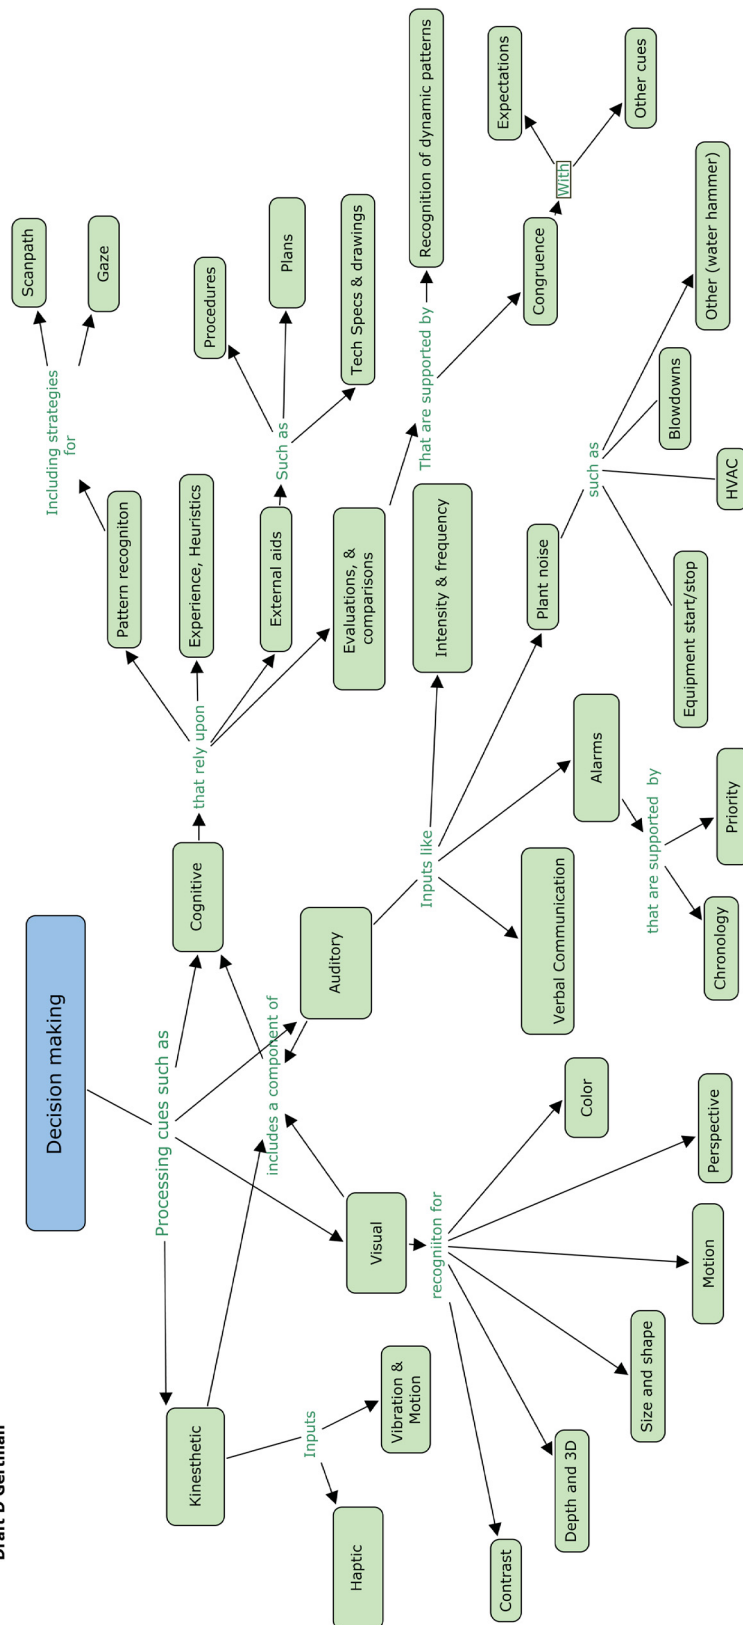 Draft D Gertman
Decision making
Processing cues such as
Kinesthetic
Cognitive
Auditory
Visual
includes a component of
Inputs
Haptic
Vibration &
Motion
recogniiton for
Contrast
Depth and 3D
Size and shape
Motion
Perspective
Color
Inputs like
Verbal Communication
Alarms
that are supported  by
Chronology
Priority
Plant noise
such as
Equipment start/stop
HVAC
Blowdowns
Other (water hammer)
Intensity & frequency
that rely upon
Pattern recogniton
Including strategies
for
Scanpath
Gaze
Experience, Heuristics
External aids
Such as
Procedures
Plans
Tech Specs & drawings
Evaluations, &
comparisons
That are supported by
Recognition of dynamic patterns
Congruence
With
Expectations
Other cues